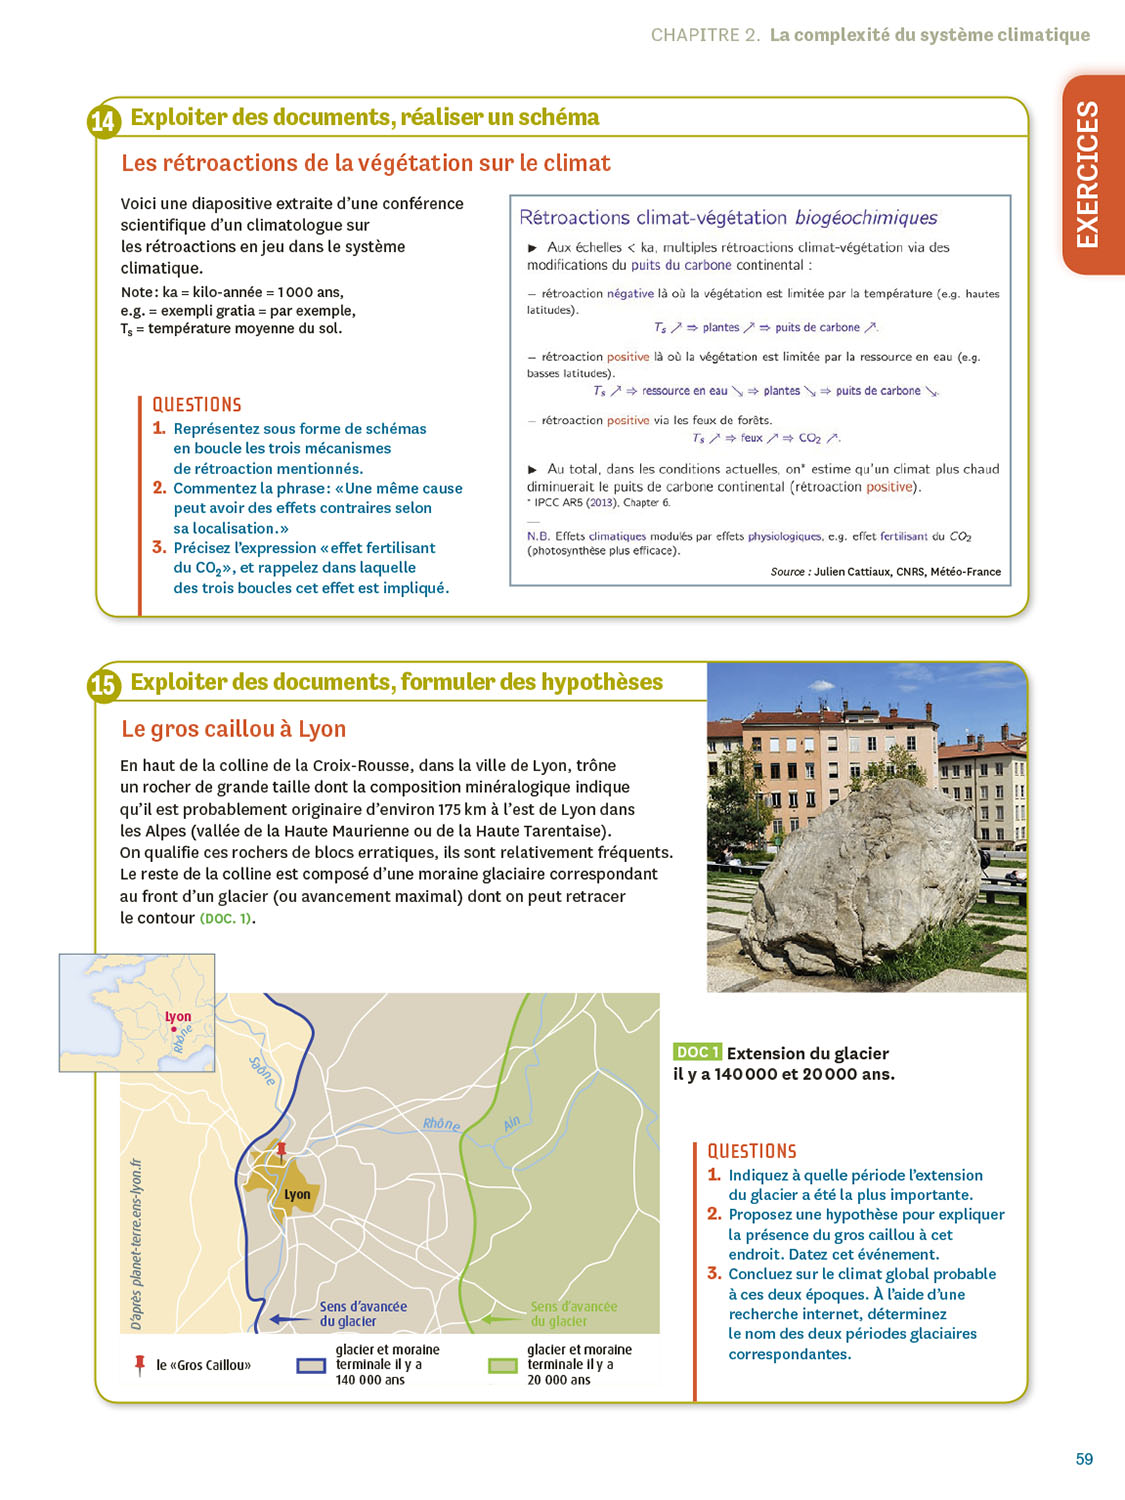 CHAPITRE 2. La complexité du système climatique
EXERCICES
14 Exploiter des documents, réaliser un schéma
Les rétroactions de la végétation sur le climat
Voici une diapositive extraite d'une conférence
scientifique d'un climatologue sur
les rétroactions en jeu dans le système
climatique.
Note : ka = kilo-année = 1 000 ans,
e.g. = exempli gratia = par exemple,
Ts = température moyenne du sol.
QUESTIONS
1. Représentez sous forme de schémas
en boucle les trois mécanismes
de rétroaction mentionnés.
2. Commentez la phrase : « Une même cause
peut avoir des effets contraires selon
sa localisation. »
3. Précisez l'expression « effet fertilisant
du CO₂ », et rappelez dans laquelle
des trois boucles cet effet est impliqué.
Rétroactions climat-végétation biogéochimiques
► Aux échelles < ka, multiples rétroactions climat-végétation via des
modifications du puits du carbone continental :
– rétroaction négative là où la végétation est limitée par la température (e.g. hautes
latitudes).
Ts ↗ ⇒ plantes ↗ ⇒ puits de carbone ↗.
– rétroaction positive là où la végétation est limitée par la ressource en eau (e.g.
basses latitudes).
Ts ↗ ⇒ ressource en eau ↘ ⇒ plantes ↘ ⇒ puits de carbone ↘.
– rétroaction positive via les feux de forêts.
Ts ↗ ⇒ feux ↗ ⇒ CO₂ ↗.
► Au total, dans les conditions actuelles, on* estime qu'un climat plus chaud
diminuerait le puits de carbone continental (rétroaction positive).
* IPCC AR5 (2013), Chapter 6.
N.B. Effets climatiques modulés par effets physiologiques, e.g. effet fertilisant du CO₂
(photosynthèse plus efficace).
Source : Julien Cattiaux, CNRS, Météo-France
15 Exploiter des documents, formuler des hypothèses
Le gros caillou à Lyon
En haut de la colline de la Croix-Rousse, dans la ville de Lyon, trône
un rocher de grande taille dont la composition minéralogique indique
qu'il est probablement originaire d'environ 175 km à l'est de Lyon dans
les Alpes (vallée de la Haute Maurienne ou de la Haute Tarentaise).
On qualifie ces rochers de blocs erratiques, ils sont relativement fréquents.
Le reste de la colline est composé d'une moraine glaciaire correspondant
au front d'un glacier (ou avancement maximal) dont on peut retracer
le contour (DOC. 1).
Lyon
Rhône
Saône
Rhône
Ain
Lyon
D'après planet-terre.ens-lyon.fr
Sens d'avancée
du glacier
Sens d'avancée
du glacier
le «Gros Caillou»
glacier et moraine
terminale il y a
140 000 ans
glacier et moraine
terminale il y a
20 000 ans
DOC 1 Extension du glacier
il y a 140 000 et 20 000 ans.
QUESTIONS
1. Indiquez à quelle période l'extension
du glacier a été la plus importante.
2. Proposez une hypothèse pour expliquer
la présence du gros caillou à cet
endroit. Datez cet événement.
3. Concluez sur le climat global probable
à ces deux époques. À l'aide d'une
recherche internet, déterminez
le nom des deux périodes glaciaires
correspondantes.
59